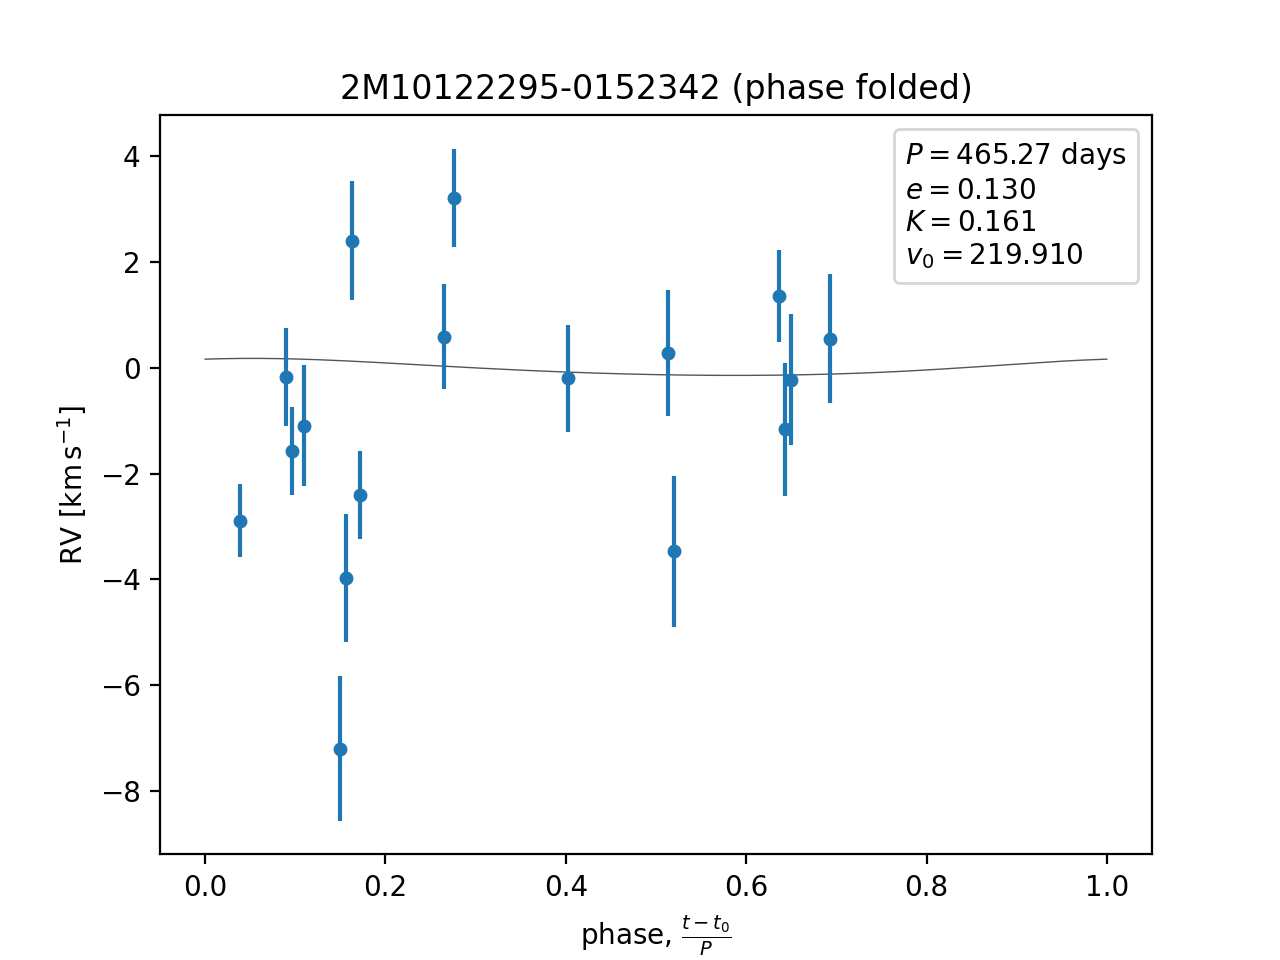 2M10122295-0152342 (phase folded)
P = 465.27 days
e = 0.130
K = 0.161
v₀ = 219.910
4
2
0
−2
−4
−6
−8
RV [km s⁻¹]
0.0 0.2 0.4 0.6 0.8 1.0
phase, (t − t₀)/P